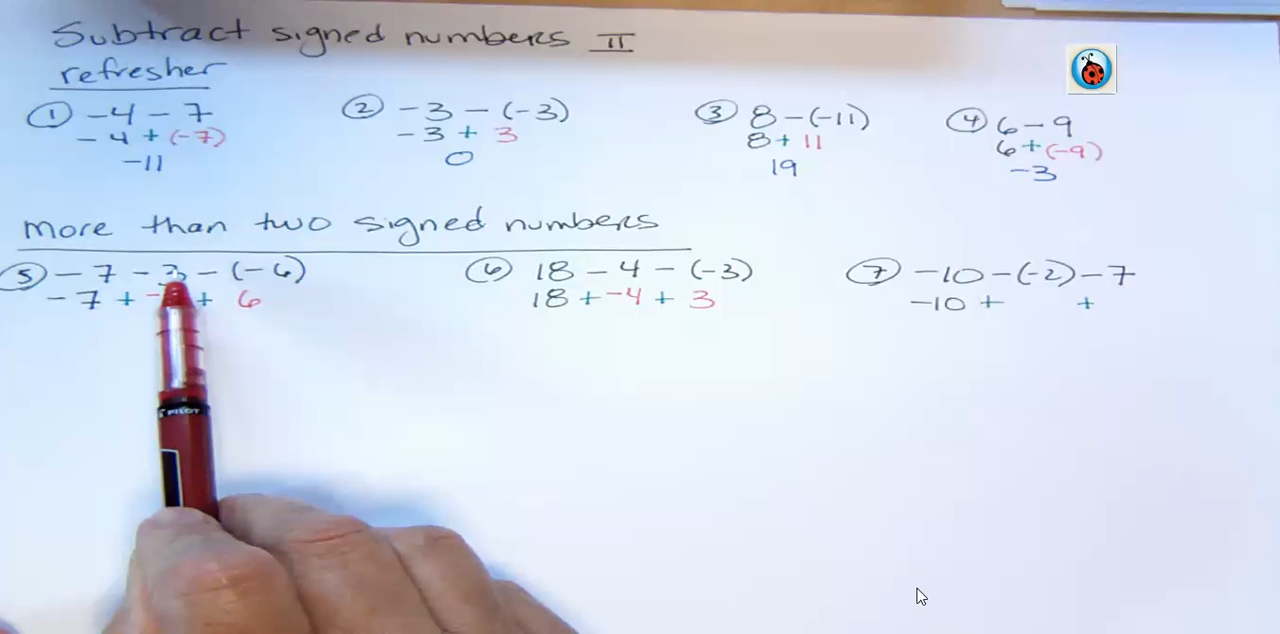 Subtract signed numbers II
refresher
① -4 - 7
-4 + (-7)
-11
② -3 - (-3)
-3 + 3
0
③ 8 - (-11)
8 + 11
19
④ 6 - 9
6 + (-9)
-3
more than two signed numbers
⑤ -7 - 3 - (-6)
-7 + - + 6
⑥ 18 - 4 - (-3)
18 + -4 + 3
⑦ -10 - (-2) - 7
-10 + +
PILOT